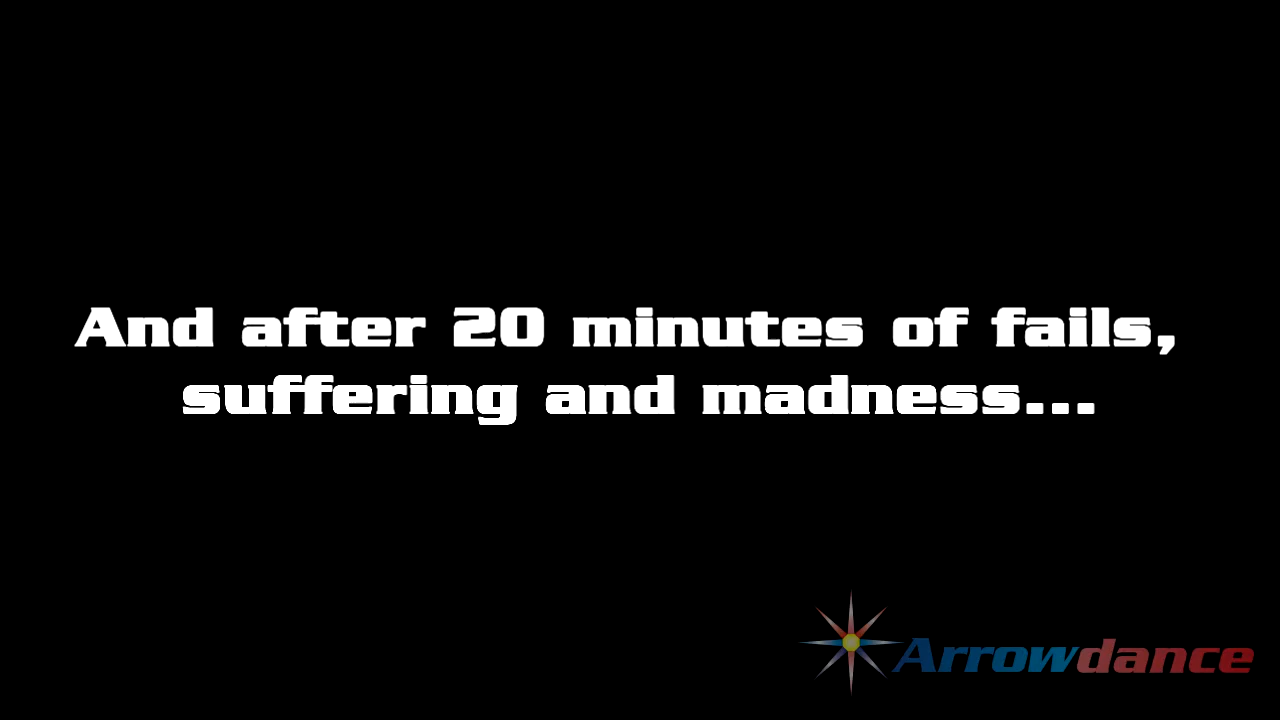 And after 20 minutes of fails,
suffering and madness...
Arrowdance